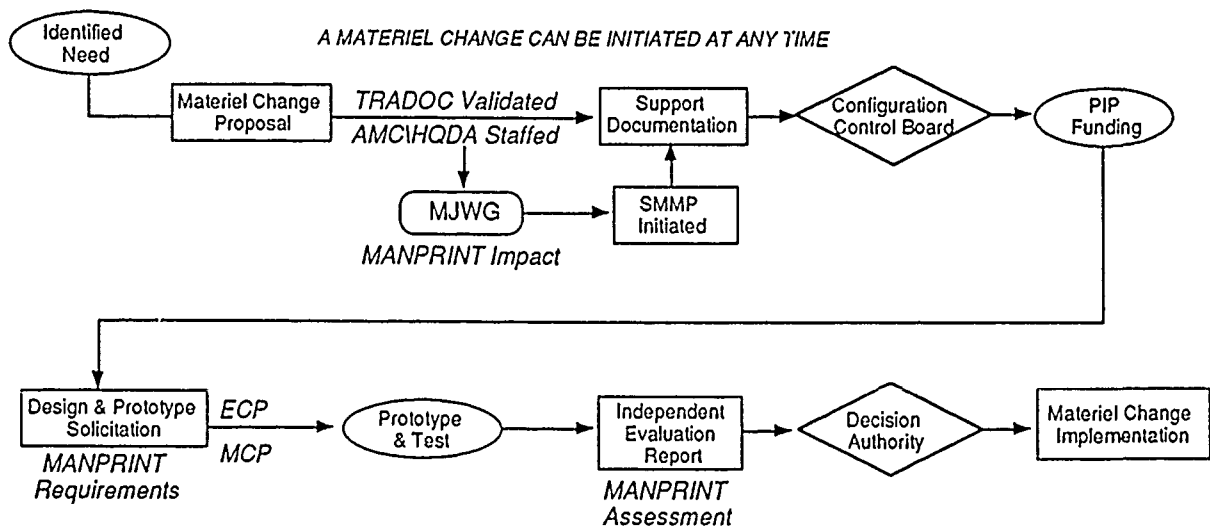 Identified
Need
A MATERIEL CHANGE CAN BE INITIATED AT ANY TIME
Materiel Change
Proposal
TRADOC Validated
AMC\HQDA Staffed
Support
Documentation
Configuration
Control Board
PIP
Funding
MJWG
MANPRINT Impact
SMMP
Initiated
Design & Prototype
Solicitation
MANPRINT
Requirements
ECP
MCP
Prototype
& Test
Independent
Evaluation
Report
MANPRINT
Assessment
Decision
Authority
Materiel Change
Implementation